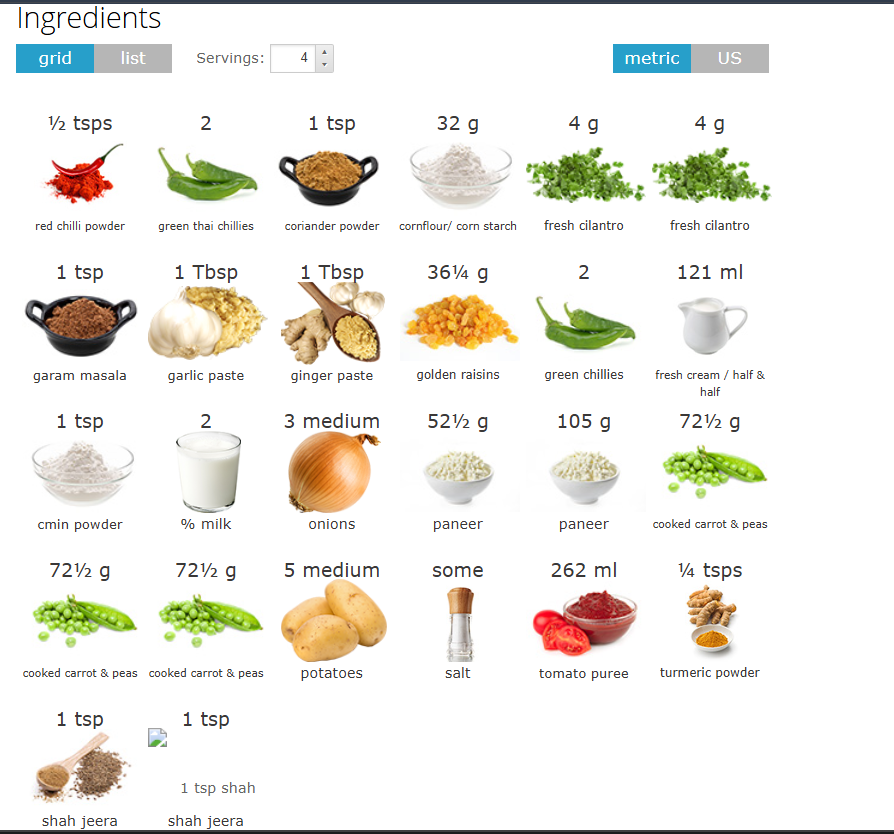 Ingredients
grid list Servings: 4 metric US
½ tsps 2 1 tsp 32 g 4 g 4 g
red chilli powder green thai chillies coriander powder cornflour/ corn starch fresh cilantro fresh cilantro
1 tsp 1 Tbsp 1 Tbsp 36¼ g 2 121 ml
garam masala garlic paste ginger paste golden raisins green chillies fresh cream / half &
half
1 tsp 2 3 medium 52½ g 105 g 72½ g
cmin powder % milk onions paneer paneer cooked carrot & peas
72½ g 72½ g 5 medium some 262 ml ¼ tsps
cooked carrot & peas cooked carrot & peas potatoes salt tomato puree turmeric powder
1 tsp 1 tsp
1 tsp shah
shah jeera shah jeera